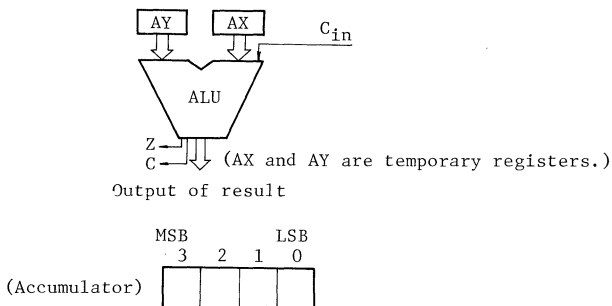 AY AX C_in
ALU
Z
C (AX and AY are temporary registers.)
Output of result
MSB LSB
3 2 1 0
(Accumulator)